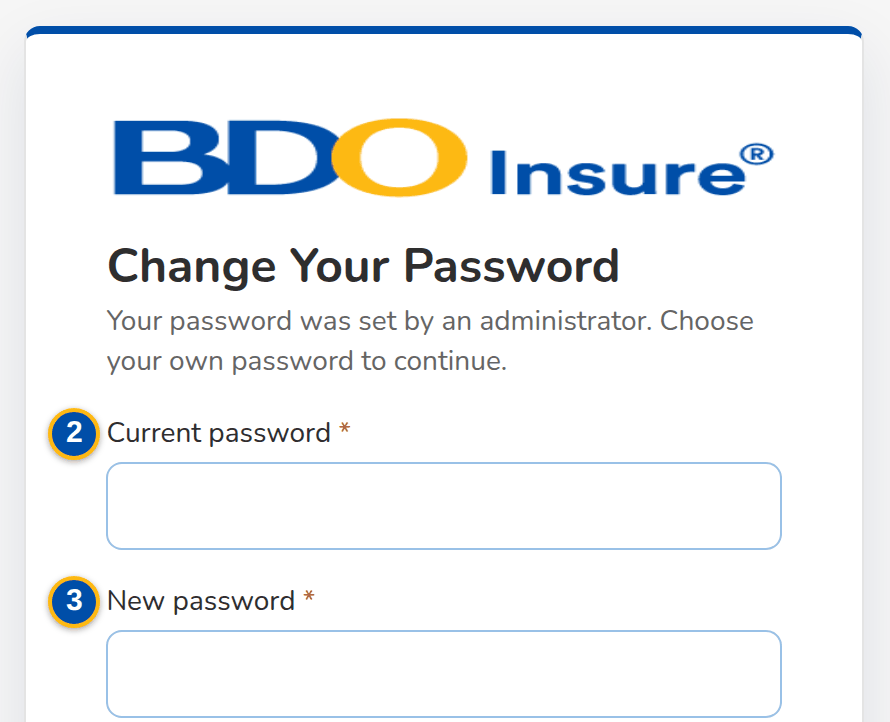 BDO Insure®
Change Your Password
Your password was set by an administrator. Choose
your own password to continue.
2 Current password *
3 New password *